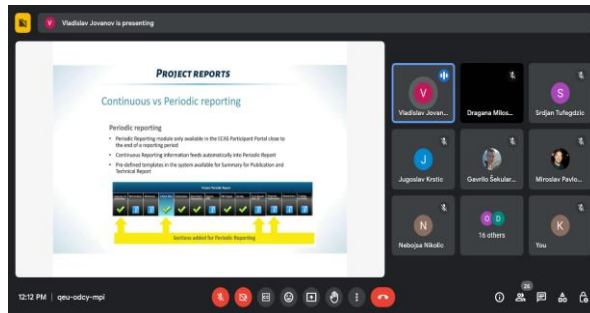 V Vladislav Jovanov is presenting
PROJECT REPORTS
Continuous vs Periodic reporting
Periodic reporting
• Periodic Reporting module only available in the ECAS Participant Portal close to
the end of a reporting period
• Continuous Reporting information feeds automatically into Periodic Report
• Pre defined templates in the system available for Summary for Publication and
Technical Report
Sections added for Periodic Reporting
V
Vladislav Jovan...
Dragana Milos...
S
Srdjan Tufegdzic
J
Jugoslav Krstic
Gavrilo Šekular...
Miroslav Pavlo...
N
Nebojsa Nikolic
O D
16 others
K
You
12:12 PM | qeu-odcy-mpi
26